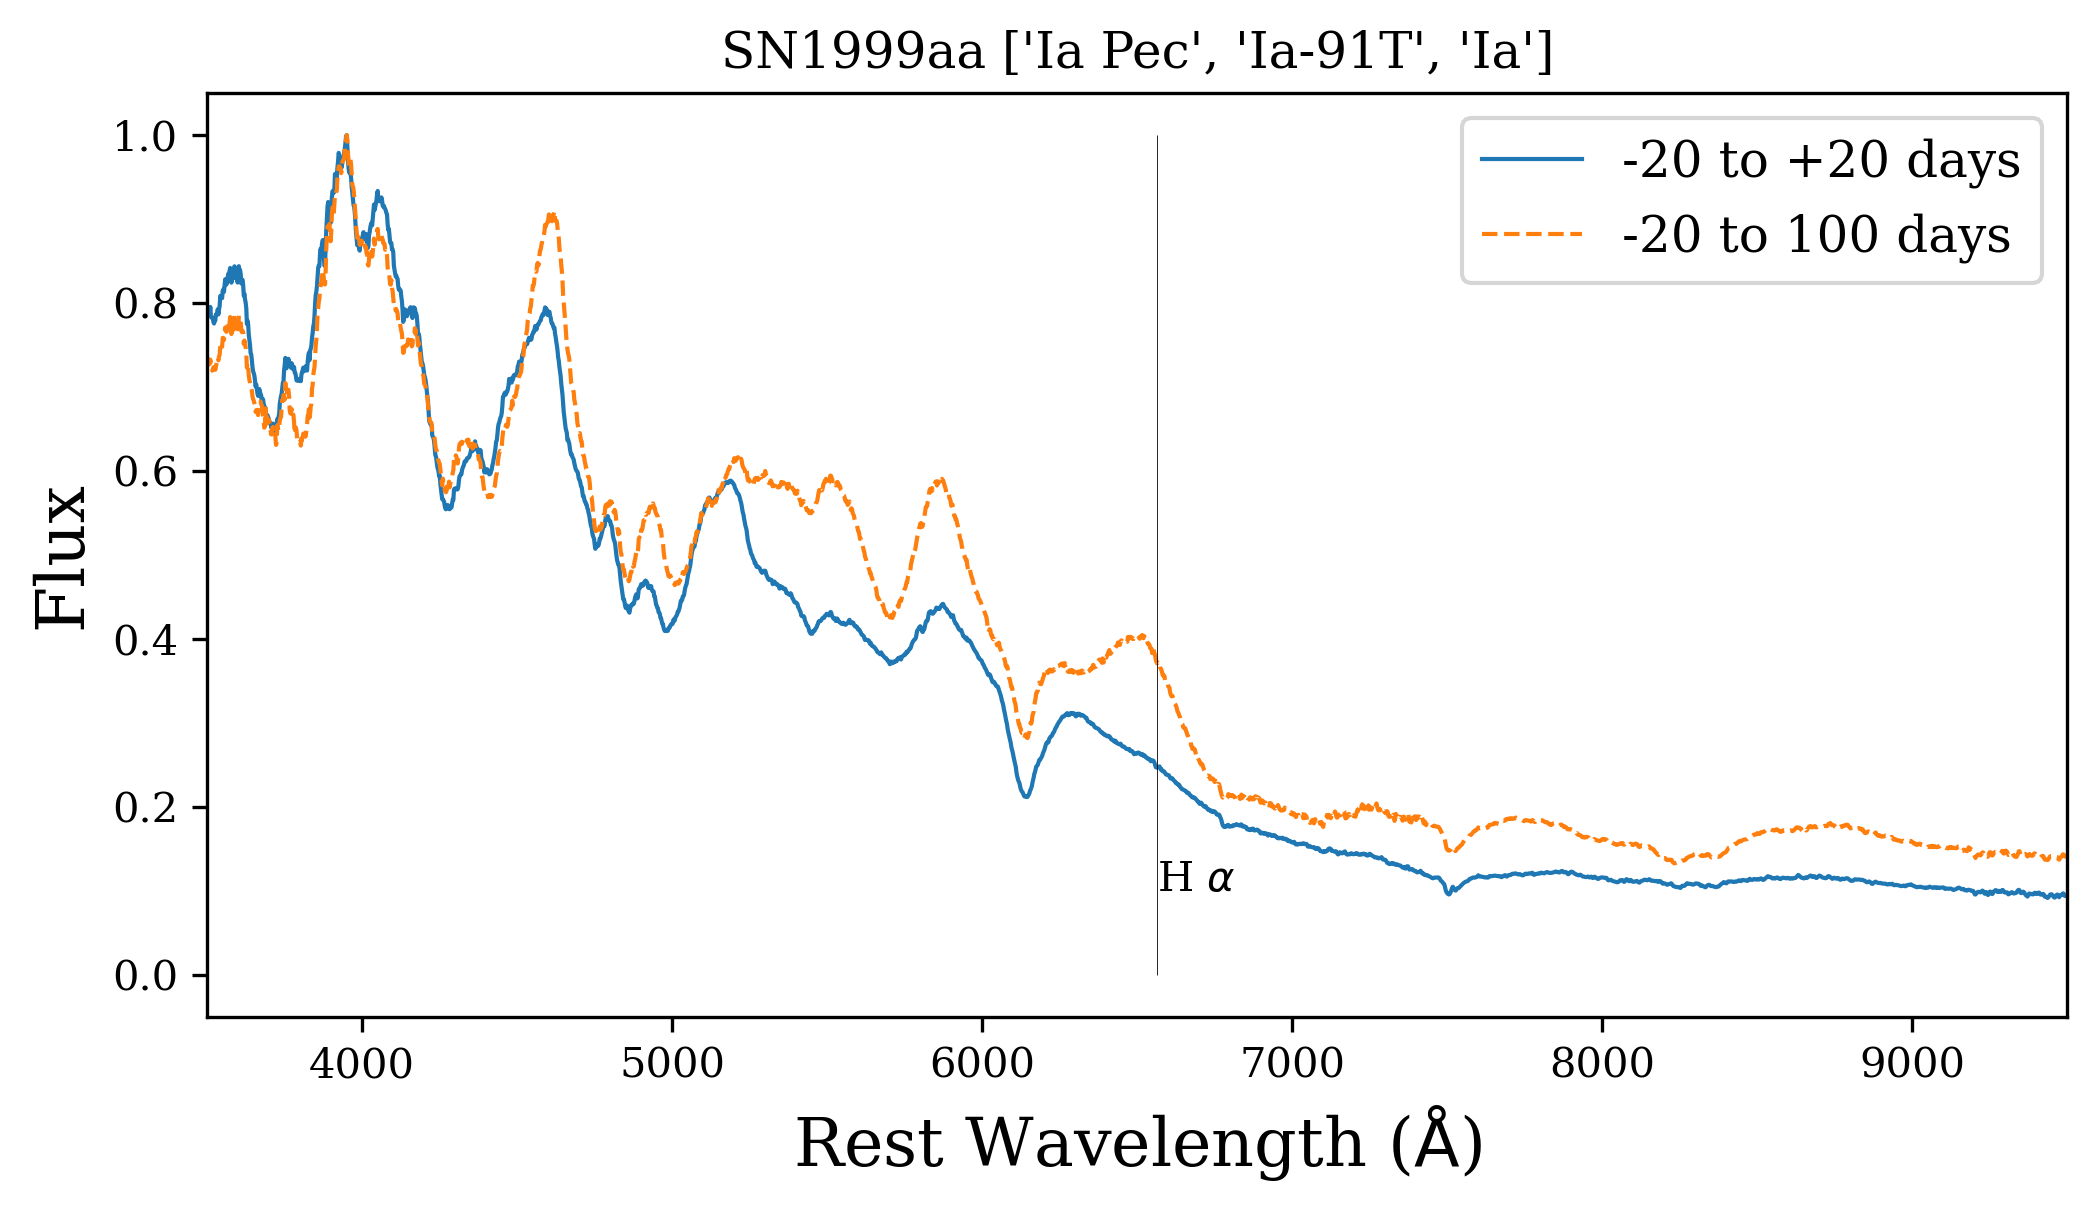 SN1999aa ['Ia Pec', 'Ia-91T', 'Ia']
-20 to +20 days
-20 to 100 days
1.0
0.8
0.6
0.4
0.2
0.0
Flux
H α
4000 5000 6000 7000 8000 9000
Rest Wavelength (Å)